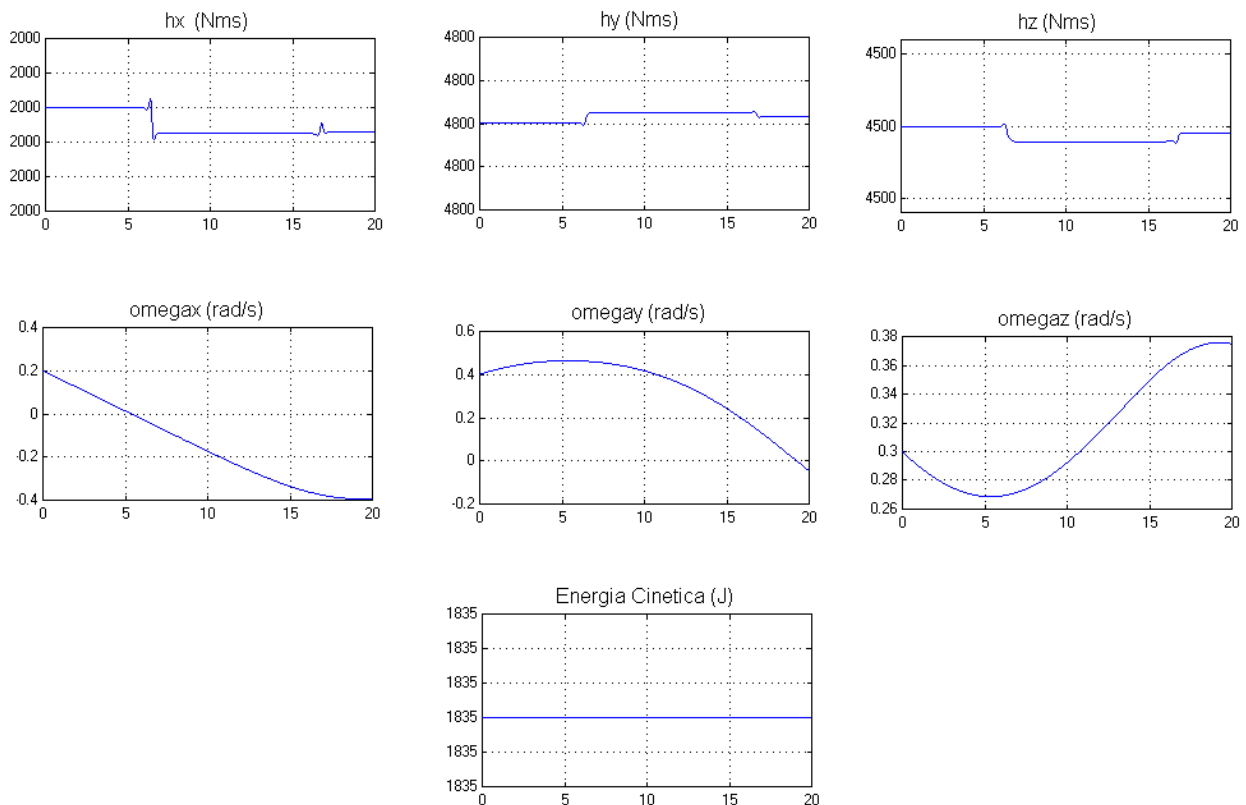 hx (Nms)
2000
2000
2000
2000
2000
2000
0 5 10 15 20
hy (Nms)
4800
4800
4800
4800
4800
0 5 10 15 20
hz (Nms)
4500
4500
4500
0 5 10 15 20
omegax (rad/s)
0.4
0.2
0
-0.2
-0.4
0 5 10 15 20
omegay (rad/s)
0.6
0.4
0.2
0
-0.2
0 5 10 15 20
omegaz (rad/s)
0.38
0.36
0.34
0.32
0.3
0.28
0.26
0 5 10 15 20
Energia Cinetica (J)
1835
1835
1835
1835
1835
1835
0 5 10 15 20